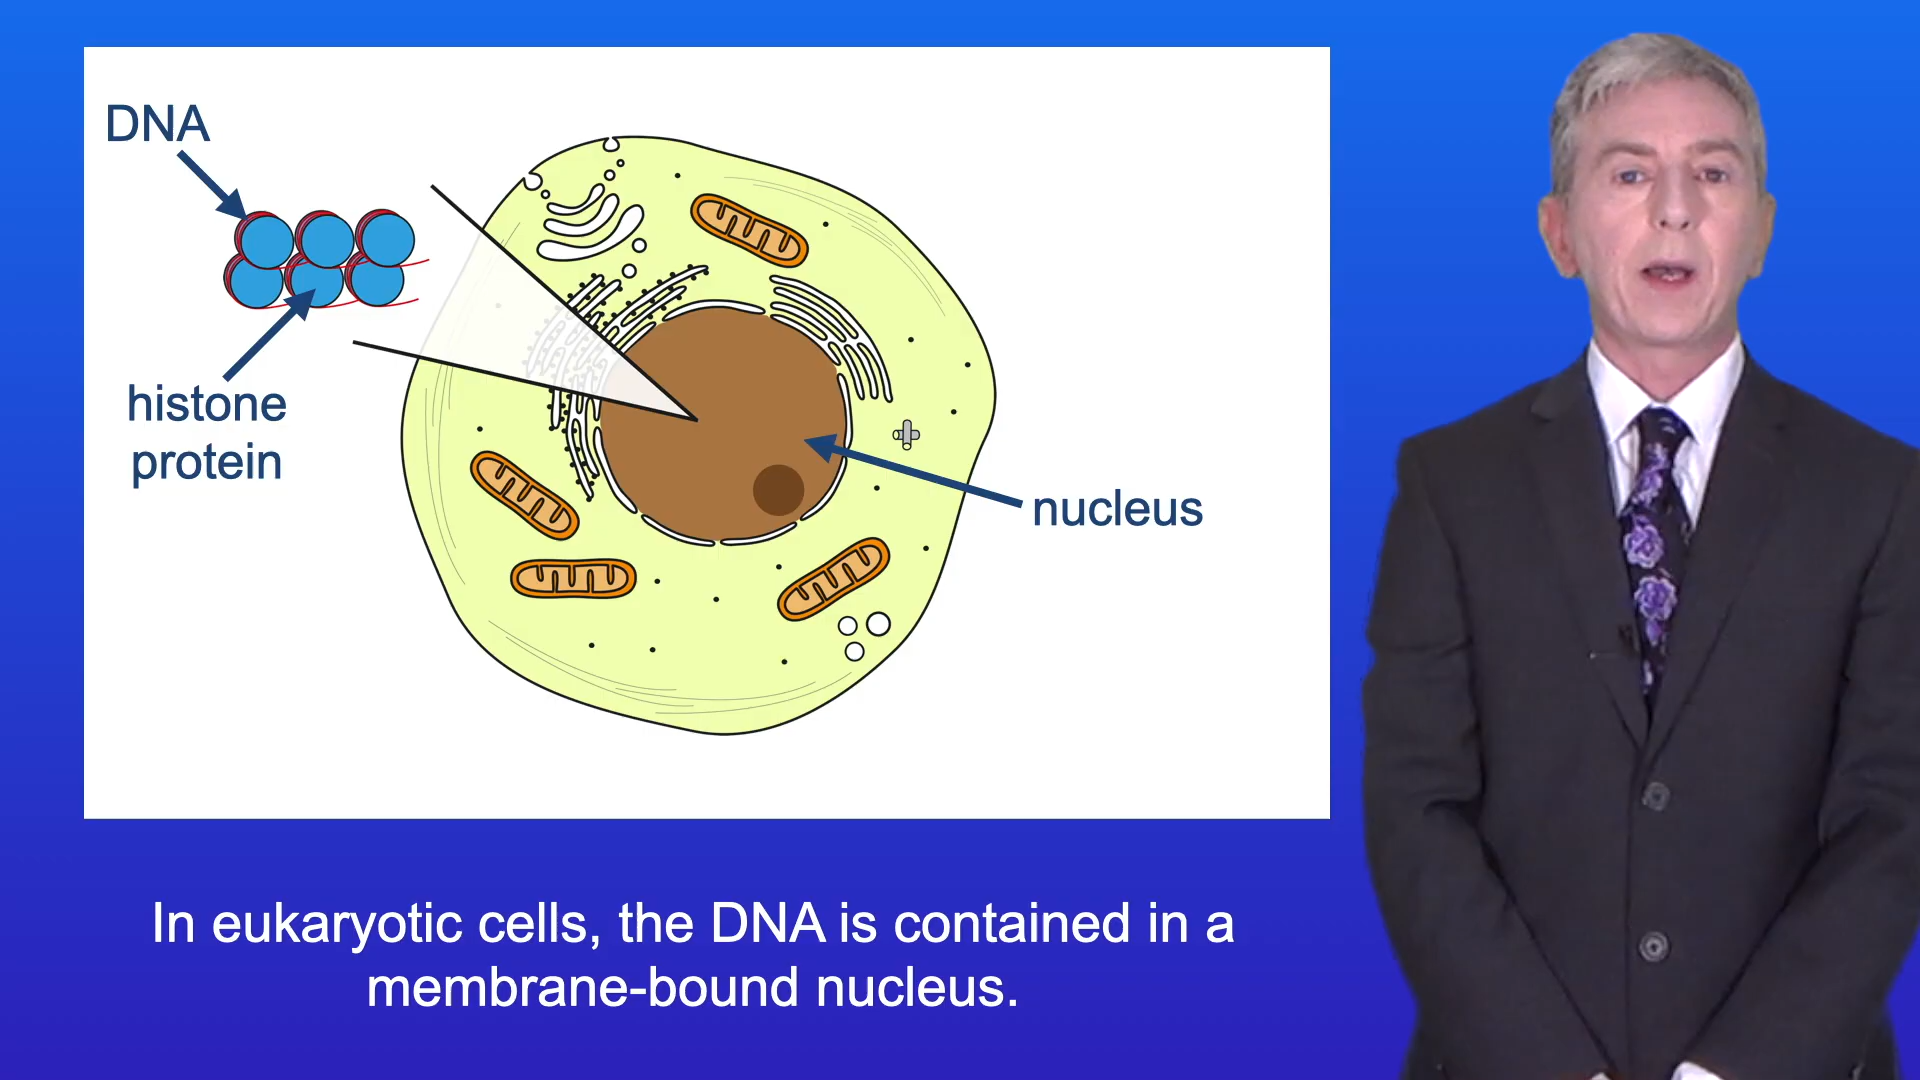 DNA
histone
protein
nucleus
In eukaryotic cells, the DNA is contained in a
membrane-bound nucleus.